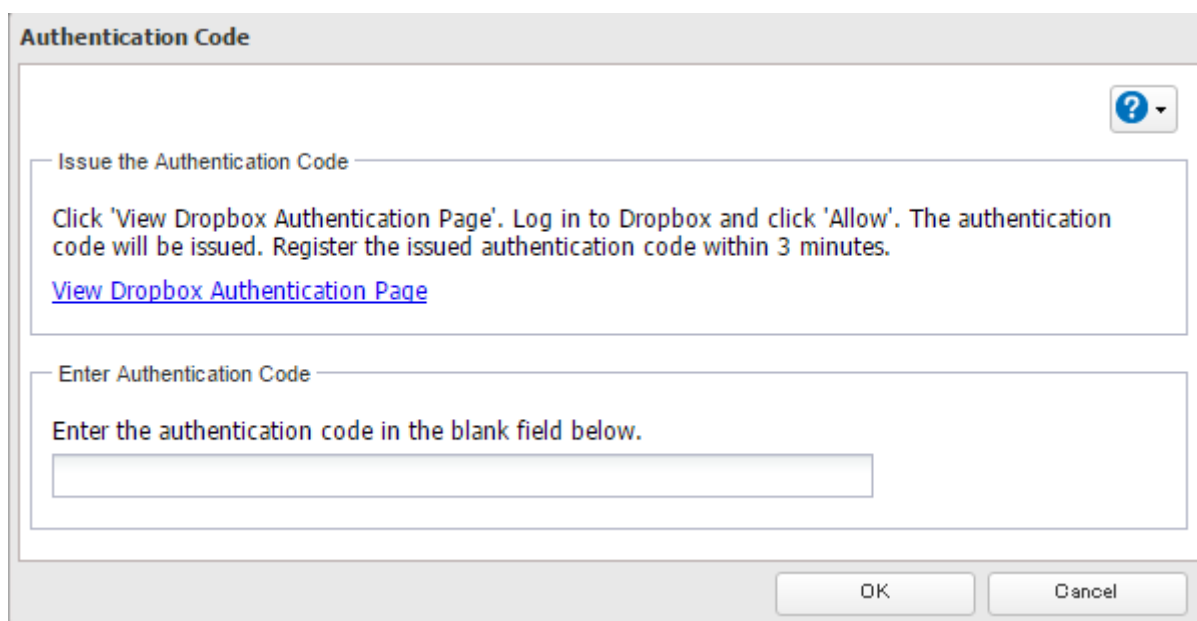 Authentication Code
?
Issue the Authentication Code
Click 'View Dropbox Authentication Page'. Log in to Dropbox and click 'Allow'. The authentication
code will be issued. Register the issued authentication code within 3 minutes.
View Dropbox Authentication Page
Enter Authentication Code
Enter the authentication code in the blank field below.
OK
Cancel